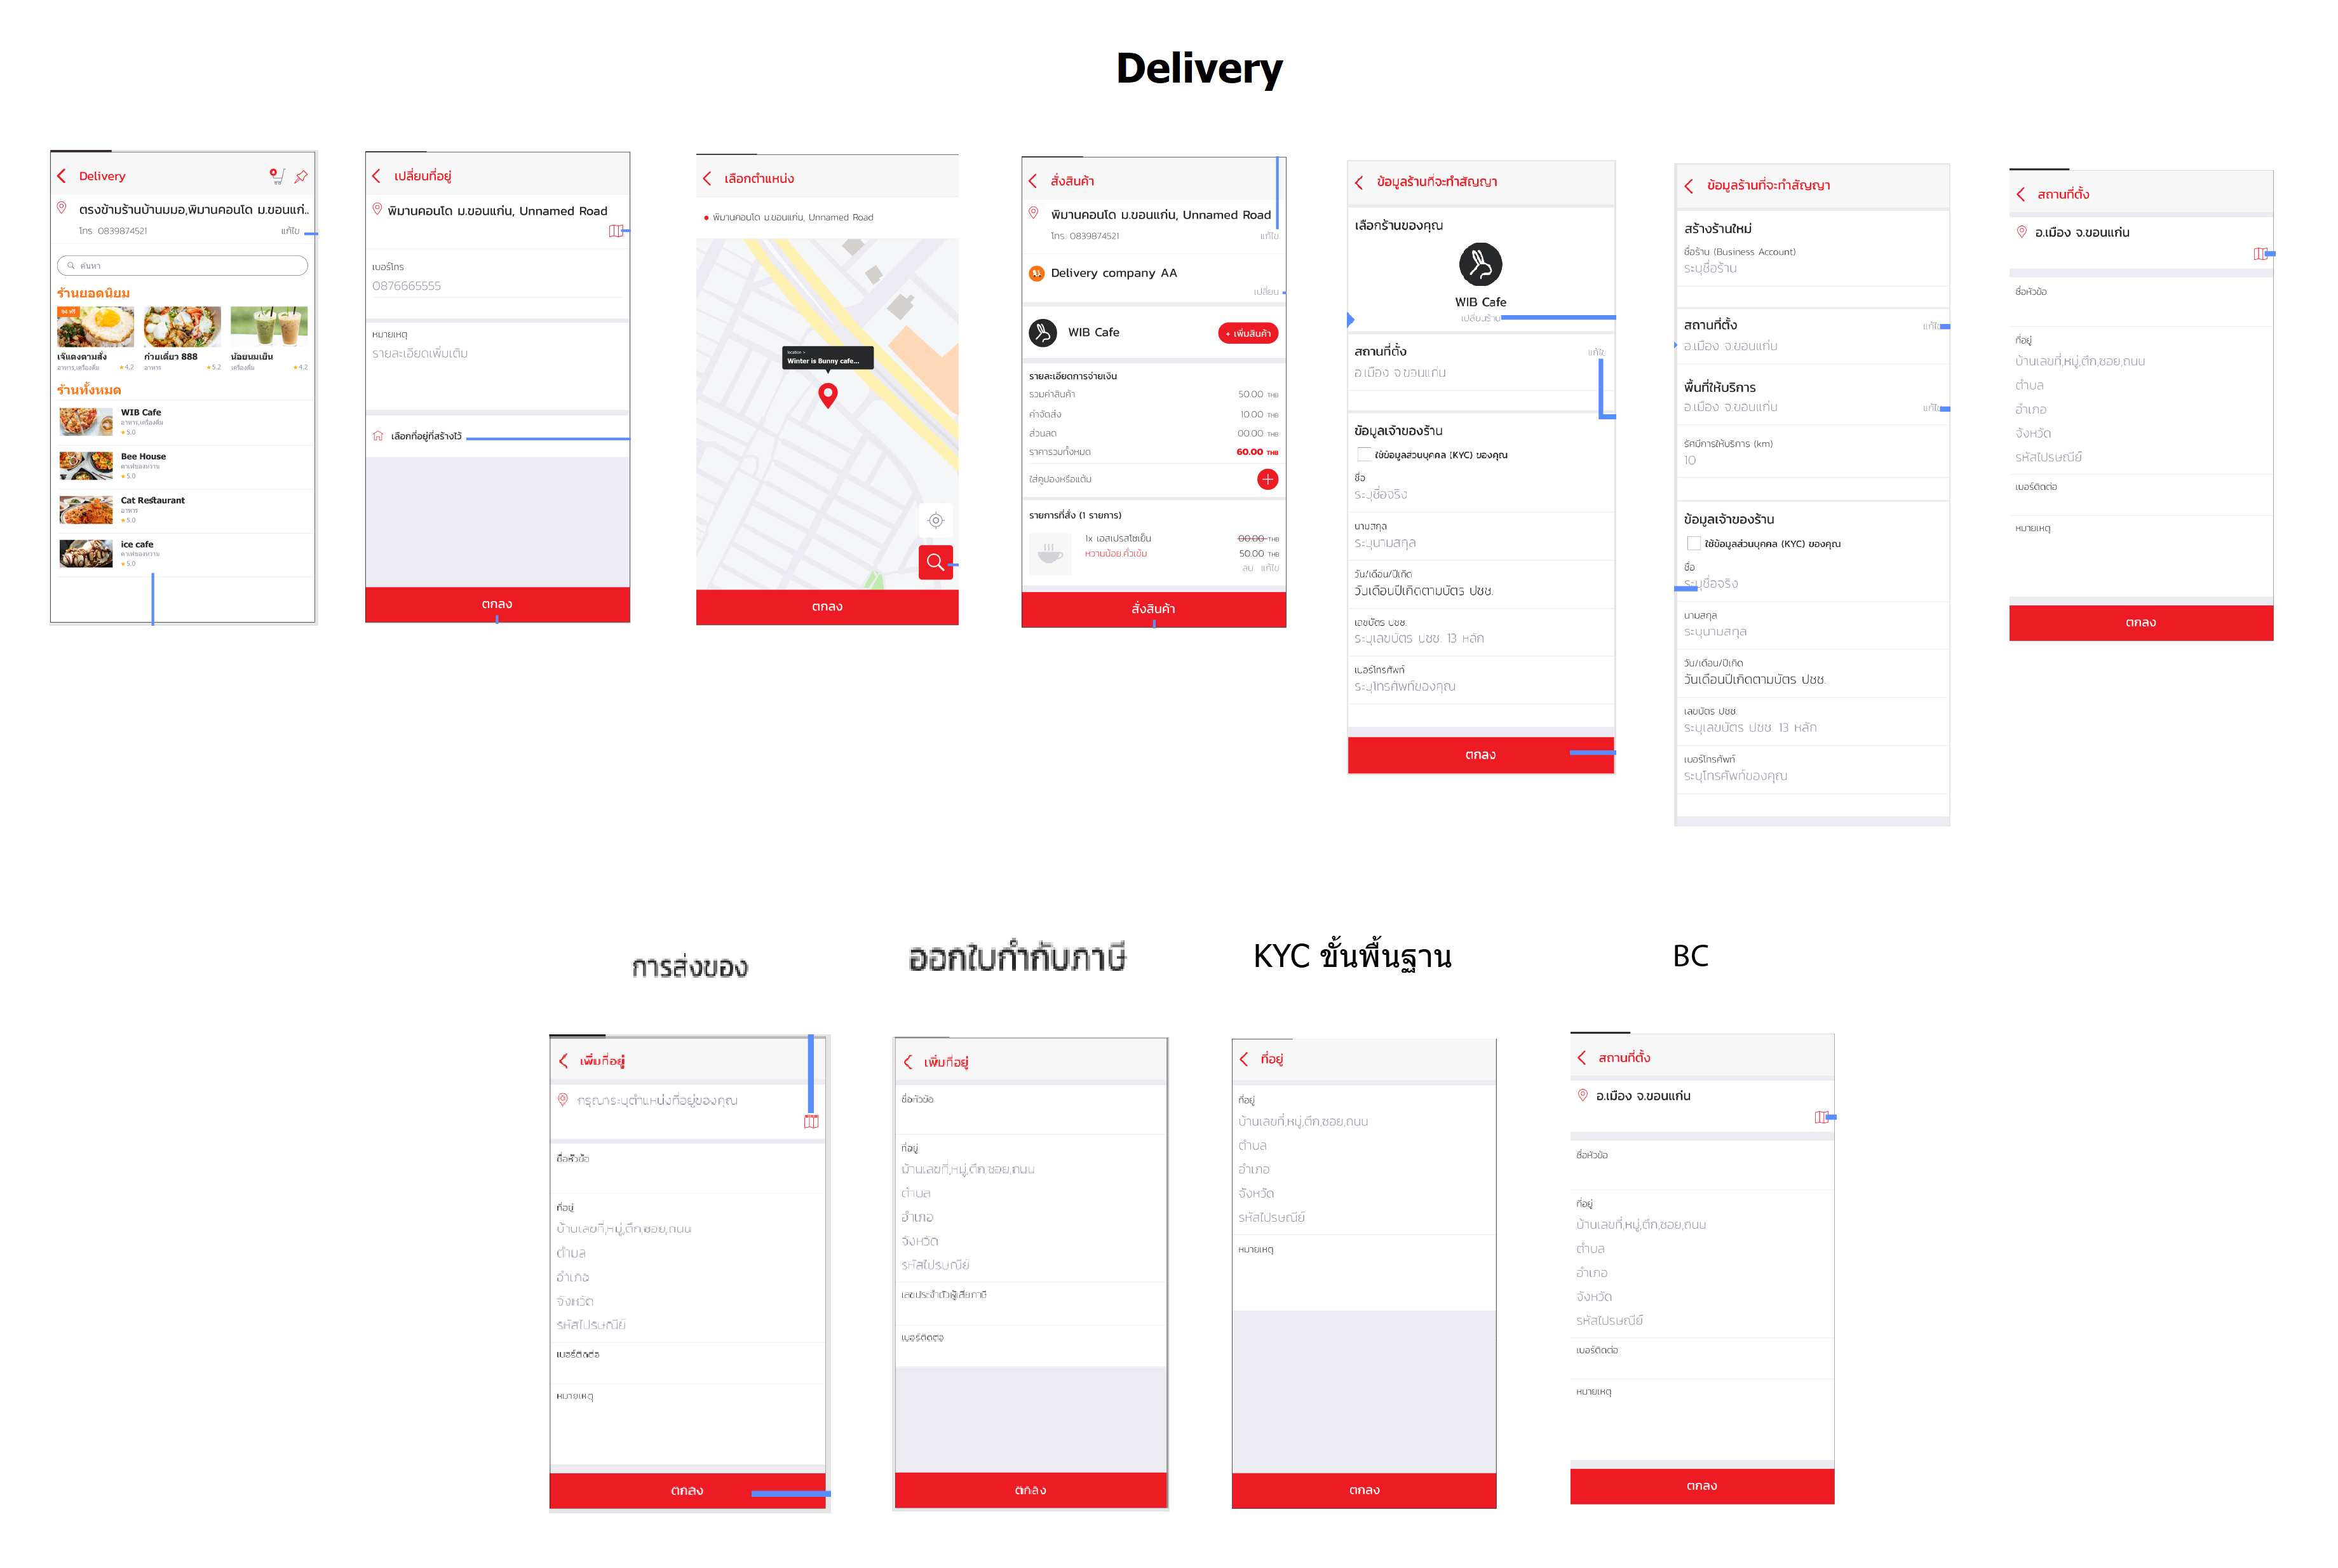 Delivery
Delivery
ตรงข้ามร้านบ้านมมอ,พิมานคอนโด ม.ขอนแก่..
โทร. 0839874521
แก้ไข
ค้นหา
ร้านยอดนิยม
เจ๊แดงตามสั่ง
อาหาร,เครื่องดื่ม
4.2
ก๋วยเตี๋ยว 888
อาหาร
5.2
น้อยนมเย็น
เครื่องดื่ม
4.2
ร้านทั้งหมด
WIB Cafe
อาหาร,เครื่องดื่ม
5.0
Bee House
คาเฟ่ของหวาน
5.0
Cat Restaurant
อาหาร
5.0
ice cafe
คาเฟ่ของหวาน
5.0
เปลี่ยนที่อยู่
พิมานคอนโด ม.ขอนแก่น, Unnamed Road
เบอร์โทร
0876665555
หมายเหตุ
รายละเอียดเพิ่มเติม
เลือกที่อยู่ที่สร้างไว้
ตกลง
เลือกตำแหน่ง
พิมานคอนโด ม.ขอนแก่น, Unnamed Road
location >
Winter is Bunny cafe...
ตกลง
สั่งสินค้า
พิมานคอนโด ม.ขอนแก่น, Unnamed Road
โทร. 0839874521
แก้ไข
Delivery company AA
เปลี่ยน
WIB Cafe
+ เพิ่มสินค้า
รายละเอียดการจ่ายเงิน
รวมค่าสินค้า 50.00 THB
ค่าจัดส่ง 10.00 THB
ส่วนลด 00.00 THB
ราคารวมทั้งหมด 60.00 THB
ใส่คูปองหรือแต้ม
รายการที่สั่ง (1 รายการ)
1x เอสเปรสโซเย็น 00.00 THB
หวานน้อย,คั่วเข้ม 50.00 THB
ลบ แก้ไข
สั่งสินค้า
ข้อมูลร้านที่จะทำสัญญา
เลือกร้านของคุณ
WIB Cafe
เปลี่ยนร้าน
สถานที่ตั้ง
แก้ไข
อ.เมือง จ.ขอนแก่น
ข้อมูลเจ้าของร้าน
ใช้ข้อมูลส่วนบุคคล (KYC) ของคุณ
ชื่อ
ระบุชื่อจริง
นามสกุล
ระบุนามสกุล
วัน/เดือน/ปีเกิด
วันเดือนปีเกิดตามบัตร ปชช.
เลขบัตร ปชช.
ระบุเลขบัตร ปชช. 13 หลัก
เบอร์โทรศัพท์
ระบุโทรศัพท์ของคุณ
ตกลง
ข้อมูลร้านที่จะทำสัญญา
สร้างร้านใหม่
ชื่อร้าน (Business Account)
ระบุชื่อร้าน
สถานที่ตั้ง
แก้ไข
อ.เมือง จ.ขอนแก่น
พื้นที่ให้บริการ
อ.เมือง จ.ขอนแก่น
แก้ไข
รัศมีการให้บริการ (km)
10
ข้อมูลเจ้าของร้าน
ใช้ข้อมูลส่วนบุคคล (KYC) ของคุณ
ชื่อ
ระบุชื่อจริง
นามสกุล
ระบุนามสกุล
วัน/เดือน/ปีเกิด
วันเดือนปีเกิดตามบัตร ปชช.
เลขบัตร ปชช.
ระบุเลขบัตร ปชช. 13 หลัก
เบอร์โทรศัพท์
ระบุโทรศัพท์ของคุณ
สถานที่ตั้ง
อ.เมือง จ.ขอนแก่น
ชื่อหัวข้อ
ที่อยู่
บ้านเลขที่,หมู่,ตึก,ซอย,ถนน
ตำบล
อำเภอ
จังหวัด
รหัสไปรษณีย์
เบอร์ติดต่อ
หมายเหตุ
ตกลง
การส่งของ
เพิ่มที่อยู่
กรุณาระบุตำแหน่งที่อยู่ของคุณ
ชื่อหัวข้อ
ที่อยู่
บ้านเลขที่,หมู่,ตึก,ซอย,ถนน
ตำบล
อำเภอ
จังหวัด
รหัสไปรษณีย์
เบอร์ติดต่อ
หมายเหตุ
ตกลง
ออกใบกำกับภาษี
เพิ่มที่อยู่
ชื่อหัวข้อ
ที่อยู่
บ้านเลขที่,หมู่,ตึก,ซอย,ถนน
ตำบล
อำเภอ
จังหวัด
รหัสไปรษณีย์
เลขประจำตัวผู้เสียภาษี
เบอร์ติดต่อ
ตกลง
KYC ขั้นพื้นฐาน
ที่อยู่
ที่อยู่
บ้านเลขที่,หมู่,ตึก,ซอย,ถนน
ตำบล
อำเภอ
จังหวัด
รหัสไปรษณีย์
หมายเหตุ
ตกลง
BC
สถานที่ตั้ง
อ.เมือง จ.ขอนแก่น
ชื่อหัวข้อ
ที่อยู่
บ้านเลขที่,หมู่,ตึก,ซอย,ถนน
ตำบล
อำเภอ
จังหวัด
รหัสไปรษณีย์
เบอร์ติดต่อ
หมายเหตุ
ตกลง